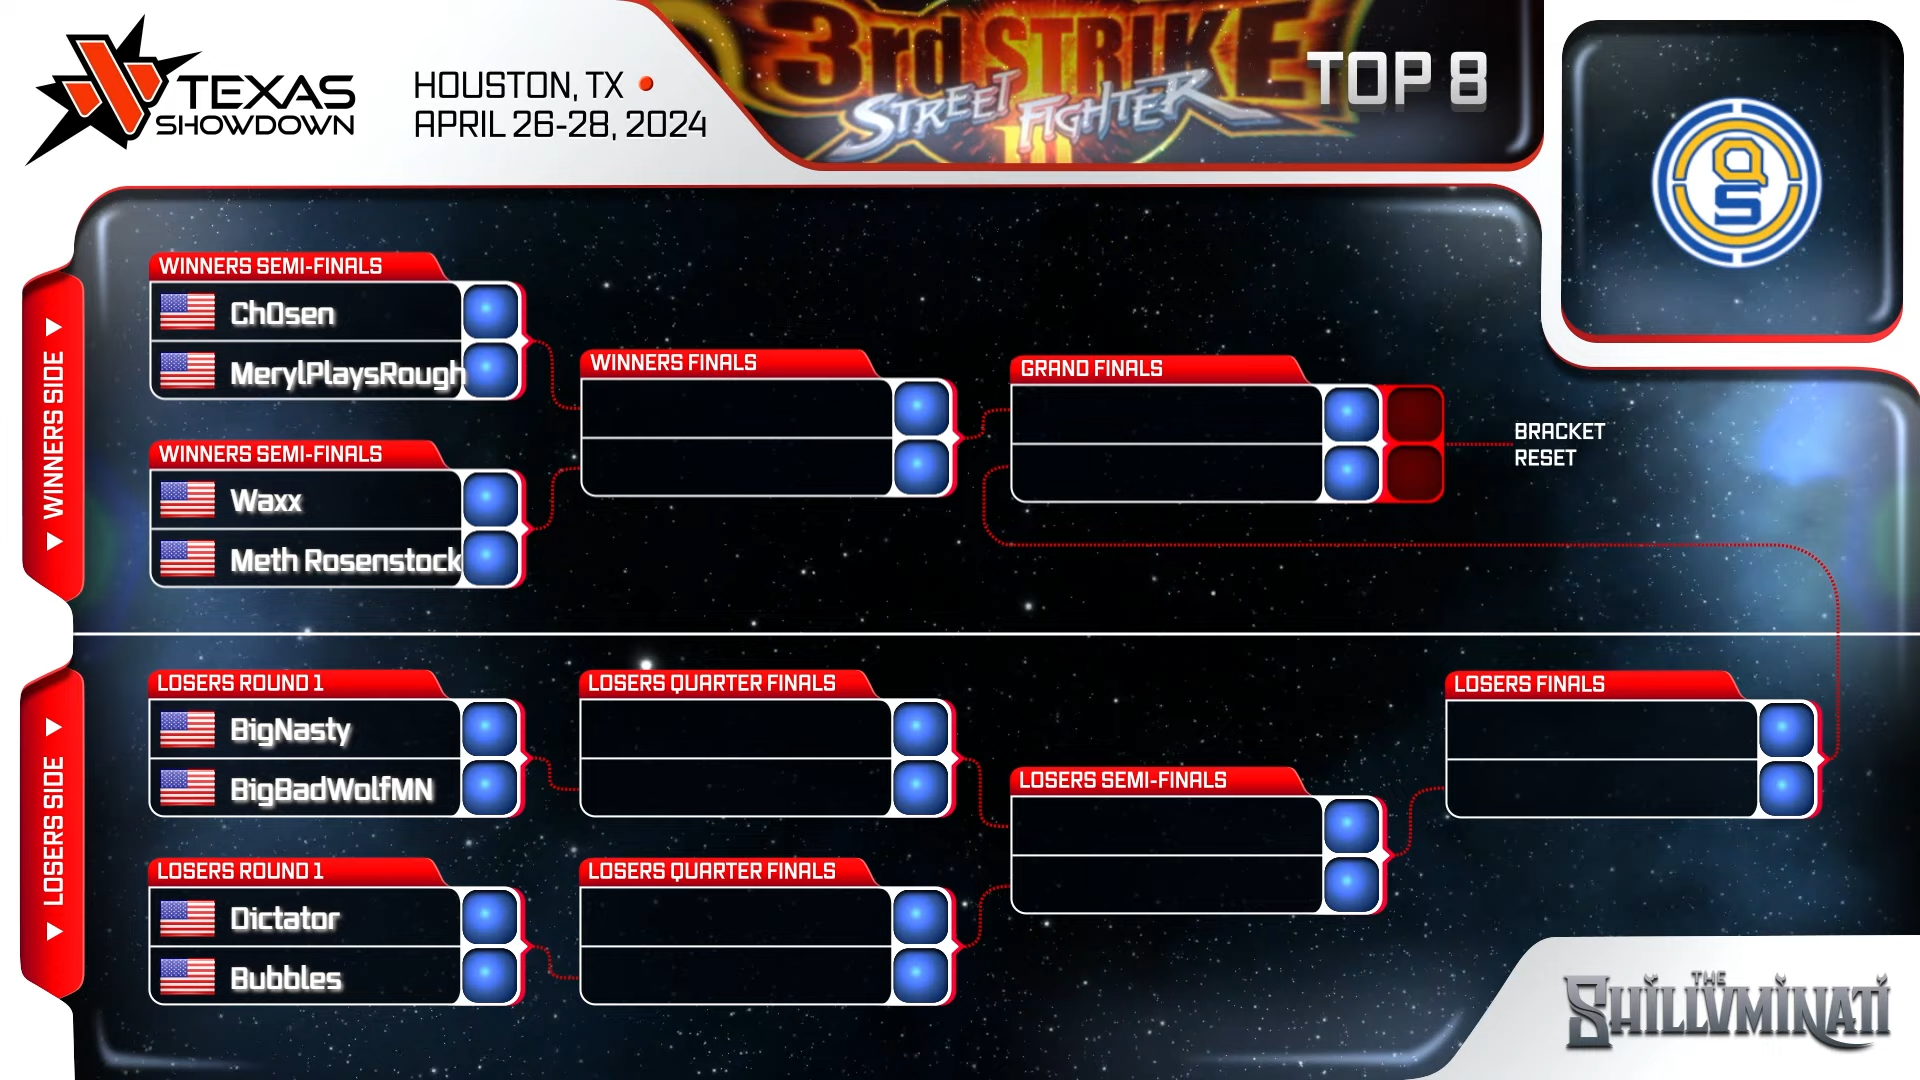 TEXAS
SHOWDOWN
HOUSTON, TX •
APRIL 26-28, 2024
3rd STRIKE
STREET FIGHTER
III
TOP 8
QS
WINNERS SIDE
WINNERS SEMI-FINALS
Ch0sen
MerylPlaysRough
WINNERS SEMI-FINALS
Waxx
Meth Rosenstock
WINNERS FINALS
GRAND FINALS
BRACKET
RESET
LOSERS SIDE
LOSERS ROUND 1
BigNasty
BigBadWolfMN
LOSERS ROUND 1
Dictator
Bubbles
LOSERS QUARTER FINALS
LOSERS QUARTER FINALS
LOSERS SEMI-FINALS
LOSERS FINALS
THE
SHILLVMINATI